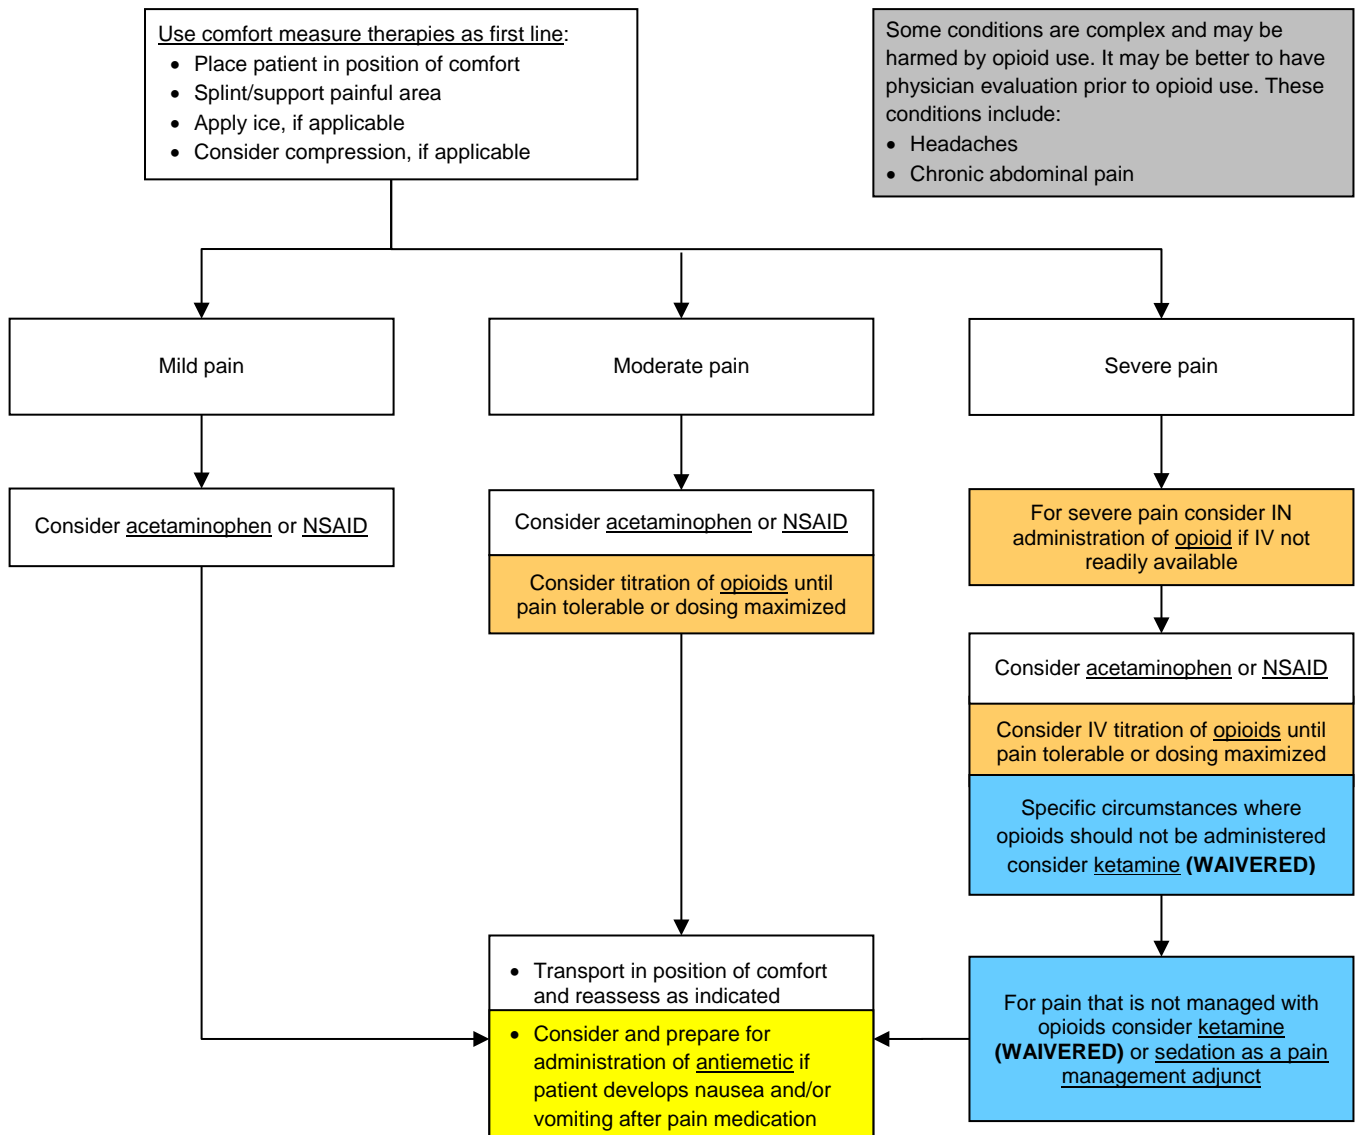 Use comfort measure therapies as first line:
• Place patient in position of comfort
• Splint/support painful area
• Apply ice, if applicable
• Consider compression, if applicable
Some conditions are complex and may be
harmed by opioid use. It may be better to have
physician evaluation prior to opioid use. These
conditions include:
• Headaches
• Chronic abdominal pain
Mild pain
Moderate pain
Severe pain
Consider acetaminophen or NSAID
Consider acetaminophen or NSAID
Consider titration of opioids until
pain tolerable or dosing maximized
For severe pain consider IN
administration of opioid if IV not
readily available
Consider acetaminophen or NSAID
Consider IV titration of opioids until
pain tolerable or dosing maximized
Specific circumstances where
opioids should not be administered
consider ketamine (WAIVERED)
• Transport in position of comfort
and reassess as indicated
• Consider and prepare for
administration of antiemetic if
patient develops nausea and/or
vomiting after pain medication
For pain that is not managed with
opioids consider ketamine
(WAIVERED) or sedation as a pain
management adjunct